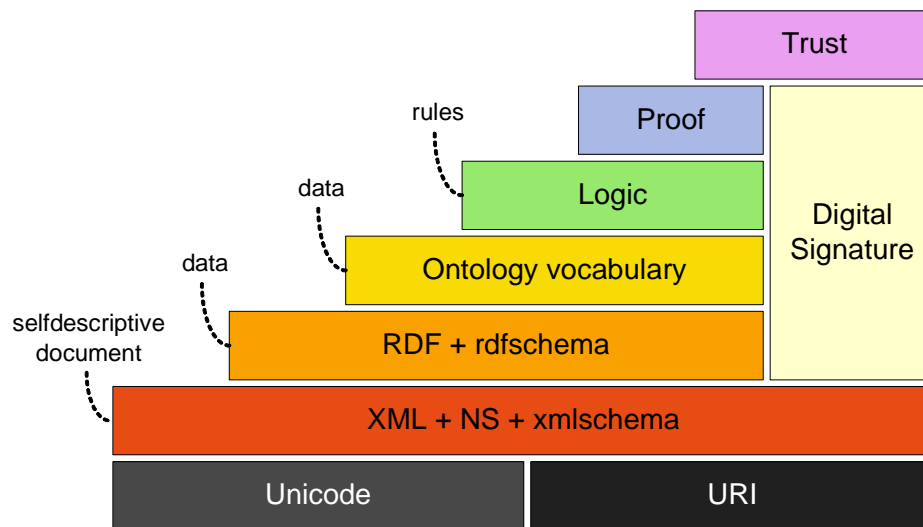 Trust
Proof
rules
Logic
Digital
Signature
data
Ontology vocabulary
data
RDF + rdfschema
selfdescriptive
document
XML + NS + xmlschema
Unicode
URI